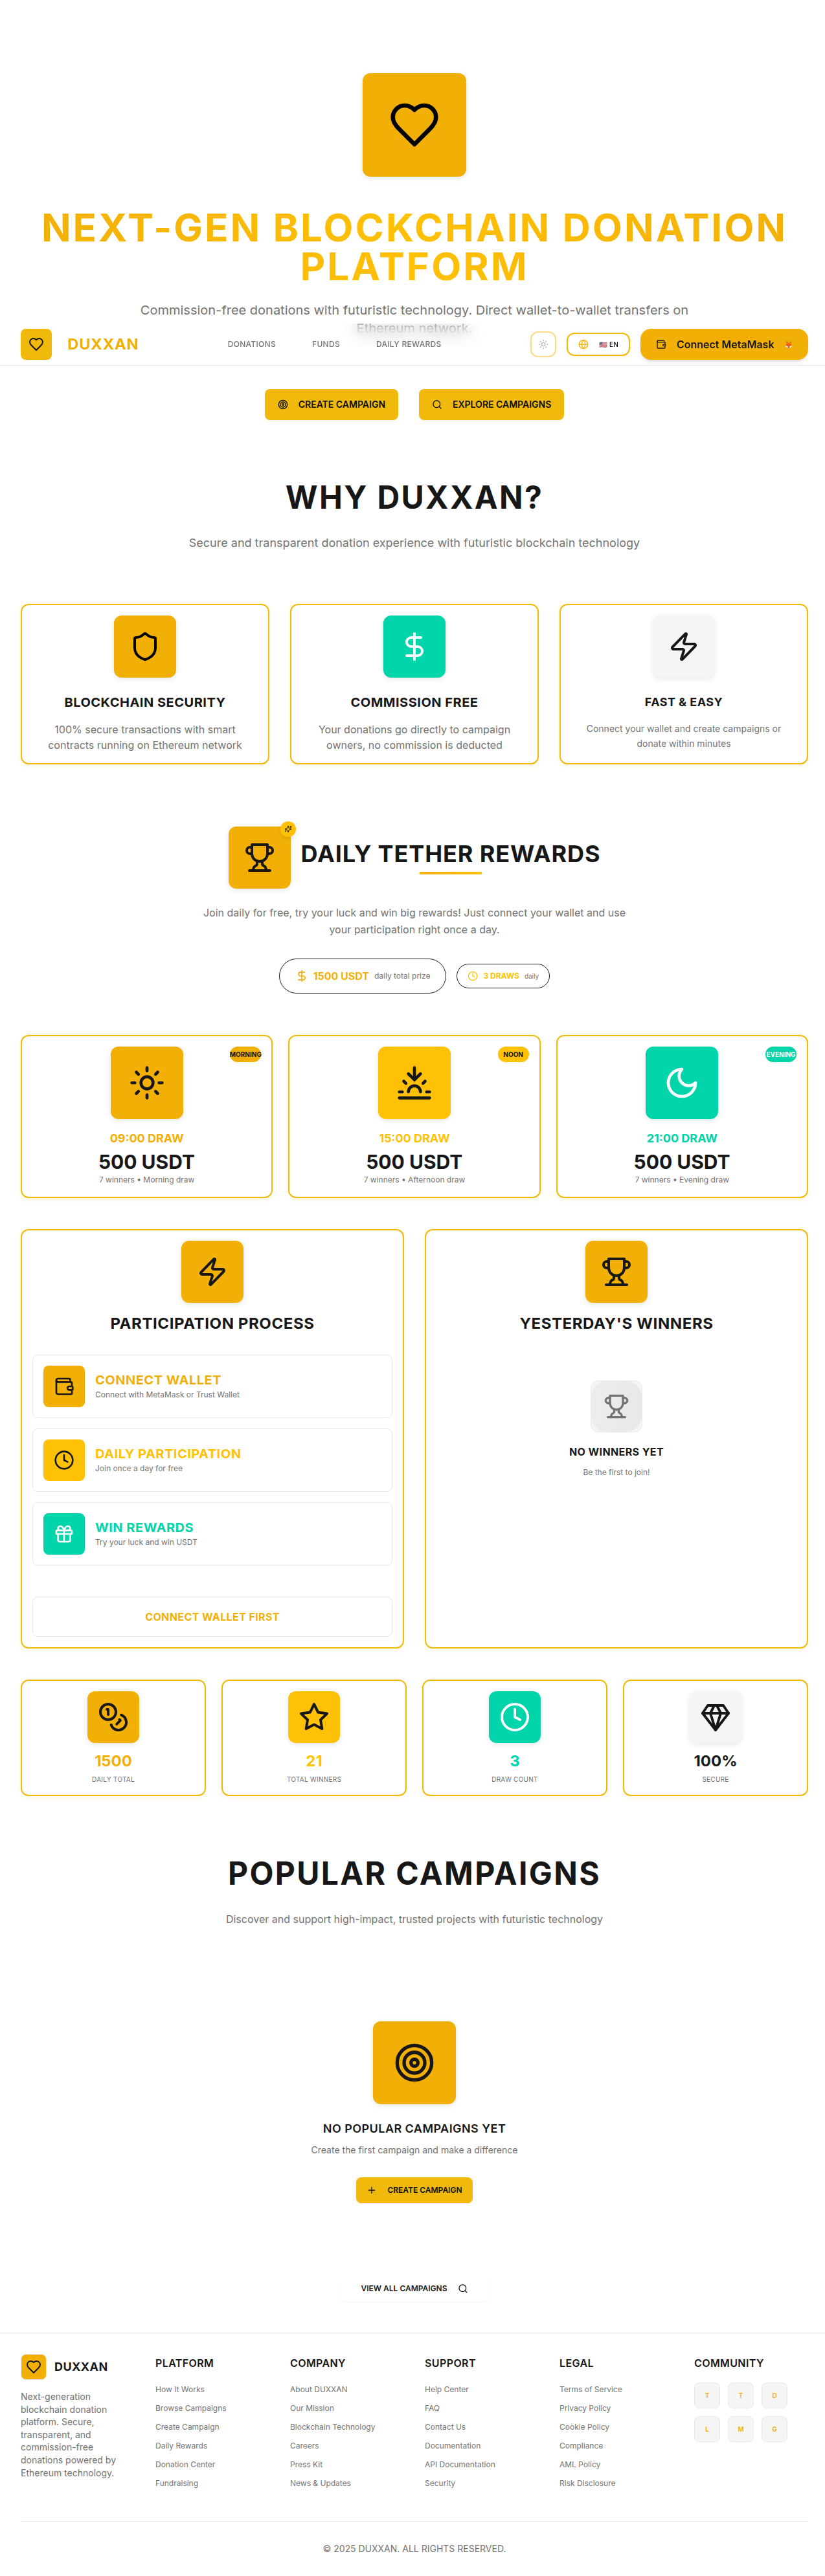 NEXT-GEN BLOCKCHAIN DONATION
PLATFORM
Commission-free donations with futuristic technology. Direct wallet-to-wallet transfers on
Ethereum network.
DUXXAN
DONATIONS
FUNDS
DAILY REWARDS
🇺🇸 EN
Connect MetaMask 🦊
CREATE CAMPAIGN
EXPLORE CAMPAIGNS
WHY DUXXAN?
Secure and transparent donation experience with futuristic blockchain technology
BLOCKCHAIN SECURITY
100% secure transactions with smart
contracts running on Ethereum network
COMMISSION FREE
Your donations go directly to campaign
owners, no commission is deducted
FAST & EASY
Connect your wallet and create campaigns or
donate within minutes
DAILY TETHER REWARDS
Join daily for free, try your luck and win big rewards! Just connect your wallet and use
your participation right once a day.
1500 USDT daily total prize
3 DRAWS daily
MORNING
09:00 DRAW
500 USDT
7 winners • Morning draw
NOON
15:00 DRAW
500 USDT
7 winners • Afternoon draw
EVENING
21:00 DRAW
500 USDT
7 winners • Evening draw
PARTICIPATION PROCESS
CONNECT WALLET
Connect with MetaMask or Trust Wallet
DAILY PARTICIPATION
Join once a day for free
WIN REWARDS
Try your luck and win USDT
CONNECT WALLET FIRST
YESTERDAY'S WINNERS
NO WINNERS YET
Be the first to join!
1500
DAILY TOTAL
21
TOTAL WINNERS
3
DRAW COUNT
100%
SECURE
POPULAR CAMPAIGNS
Discover and support high-impact, trusted projects with futuristic technology
NO POPULAR CAMPAIGNS YET
Create the first campaign and make a difference
CREATE CAMPAIGN
VIEW ALL CAMPAIGNS
DUXXAN
Next-generation
blockchain donation
platform. Secure,
transparent, and
commission-free
donations powered by
Ethereum technology.
PLATFORM
How It Works
Browse Campaigns
Create Campaign
Daily Rewards
Donation Center
Fundraising
COMPANY
About DUXXAN
Our Mission
Blockchain Technology
Careers
Press Kit
News & Updates
SUPPORT
Help Center
FAQ
Contact Us
Documentation
API Documentation
Security
LEGAL
Terms of Service
Privacy Policy
Cookie Policy
Compliance
AML Policy
Risk Disclosure
COMMUNITY
T
T
D
L
M
G
© 2025 DUXXAN. ALL RIGHTS RESERVED.